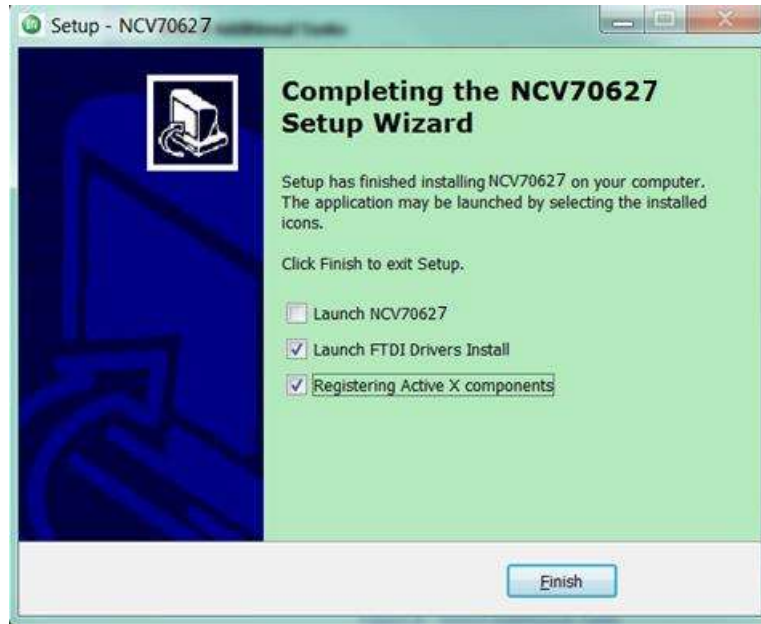 Setup - NCV70627
Completing the NCV70627
Setup Wizard
Setup has finished installing NCV70627 on your computer.
The application may be launched by selecting the installed
icons.
Click Finish to exit Setup.
Launch NCV70627
Launch FTDI Drivers Install
Registering Active X components
Finish